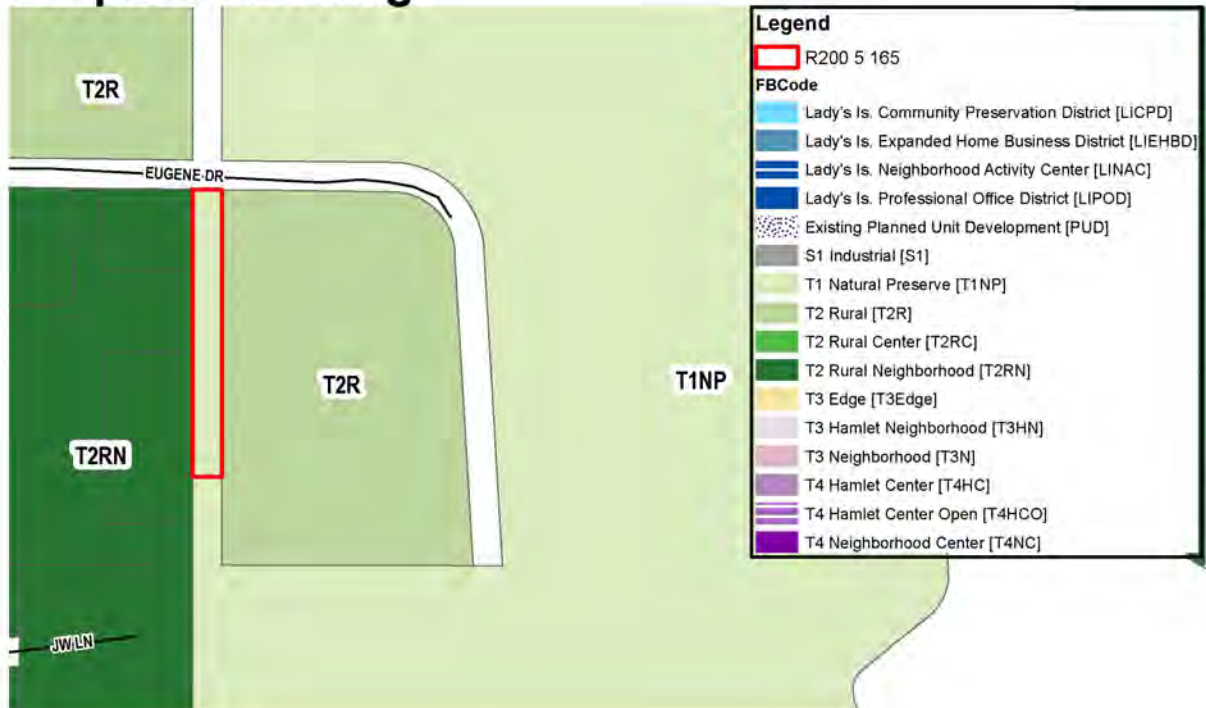 Legend
R200 5 165
FBCode
Lady's Is. Community Preservation District [LICPD]
Lady's Is. Expanded Home Business District [LIEHBD]
Lady's Is. Neighborhood Activity Center [LINAC]
Lady's Is. Professional Office District [LIPOD]
Existing Planned Unit Development [PUD]
S1 Industrial [S1]
T1 Natural Preserve [T1NP]
T2 Rural [T2R]
T2 Rural Center [T2RC]
T2 Rural Neighborhood [T2RN]
T3 Edge [T3Edge]
T3 Hamlet Neighborhood [T3HN]
T3 Neighborhood [T3N]
T4 Hamlet Center [T4HC]
T4 Hamlet Center Open [T4HCO]
T4 Neighborhood Center [T4NC]
T2R
EUGENE DR
T2R
T1NP
T2RN
JW LN